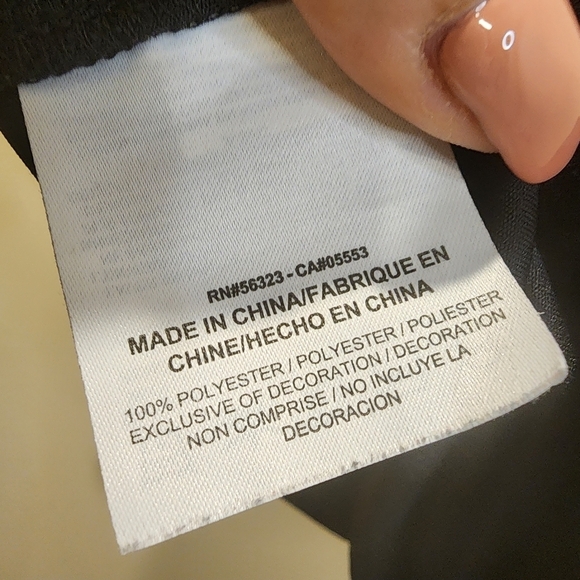 RN#56323 - CA#05553
MADE IN CHINA/FABRIQUE EN
CHINE/HECHO EN CHINA
100% POLYESTER / POLYESTER / POLIESTER
EXCLUSIVE OF DECORATION / DECORATION
NON COMPRISE / NO INCLUYE LA
DECORACION